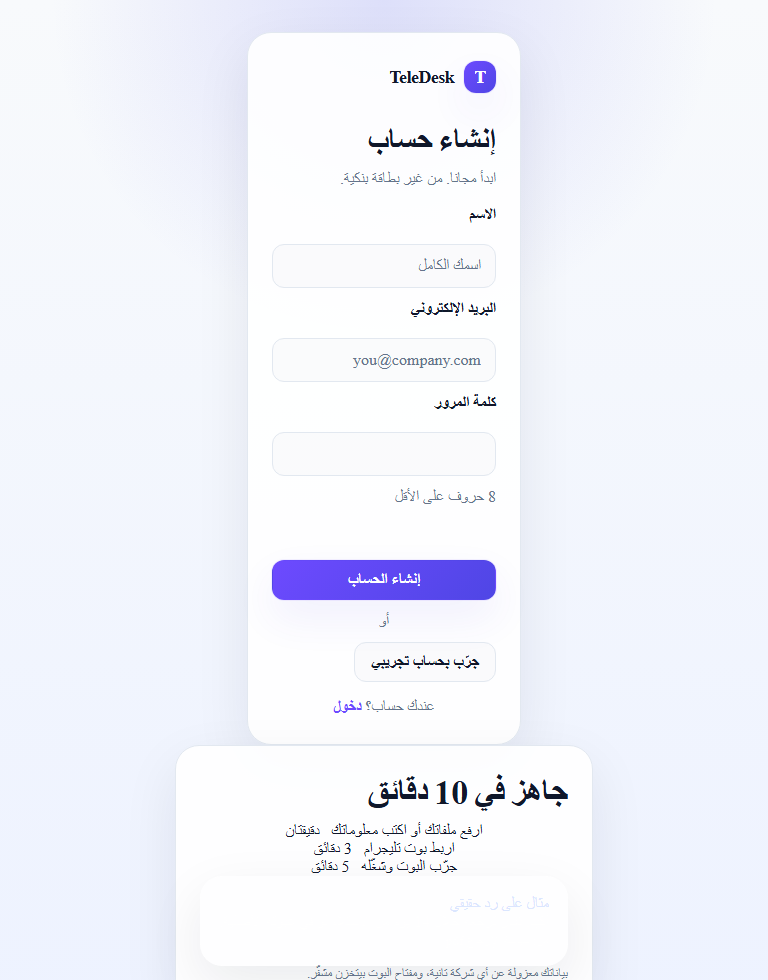 T TeleDesk
إنشاء حساب
ابدأ مجانا. من غير بطاقة بنكية.
الاسم
اسمك الكامل
البريد الإلكتروني
you@company.com
كلمة المرور
8 حروف على الأقل
إنشاء الحساب
أو
جرّب بحساب تجريبي
عندك حساب؟ دخول
جاهز في 10 دقائق
ارفع ملفاتك أو اكتب معلوماتك دقيقتان
اربط بوت تليجرام 3 دقائق
جرّب البوت وشغّله 5 دقائق
مثال على رد حقيقي
بياناتك معزولة عن أي شركة تانية، ومفتاح البوت بيتخزن مشفّر.